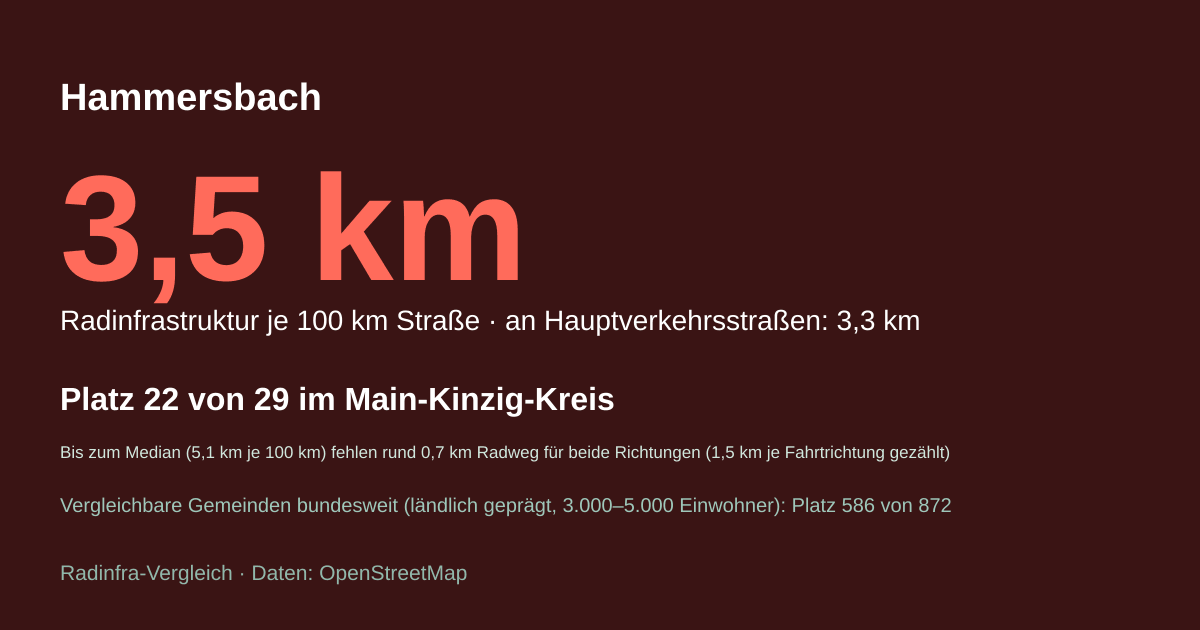 Hammersbach
3,5 km
Radinfrastruktur je 100 km Straße · an Hauptverkehrsstraßen: 3,3 km
Platz 22 von 29 im Main-Kinzig-Kreis
Bis zum Median (5,1 km je 100 km) fehlen rund 0,7 km Radweg für beide Richtungen (1,5 km je Fahrtrichtung gezählt)
Vergleichbare Gemeinden bundesweit (ländlich geprägt, 3.000–5.000 Einwohner): Platz 586 von 872
Radinfra-Vergleich · Daten: OpenStreetMap